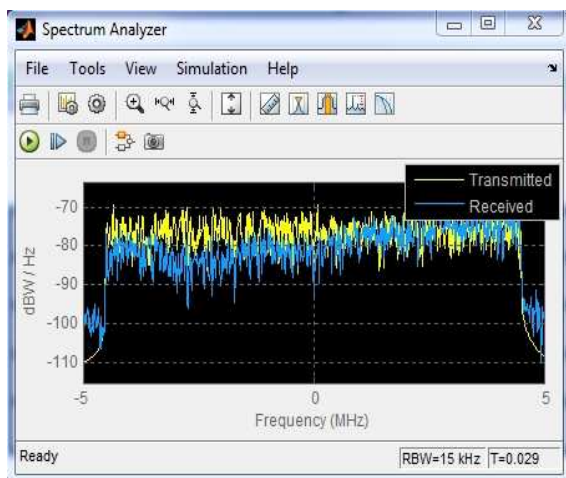 Spectrum Analyzer
File Tools View Simulation Help
Transmitted
Received
-70
-80
-90
-100
-110
dBW / Hz
-5 0 5
Frequency (MHz)
Ready RBW=15 kHz T=0.029